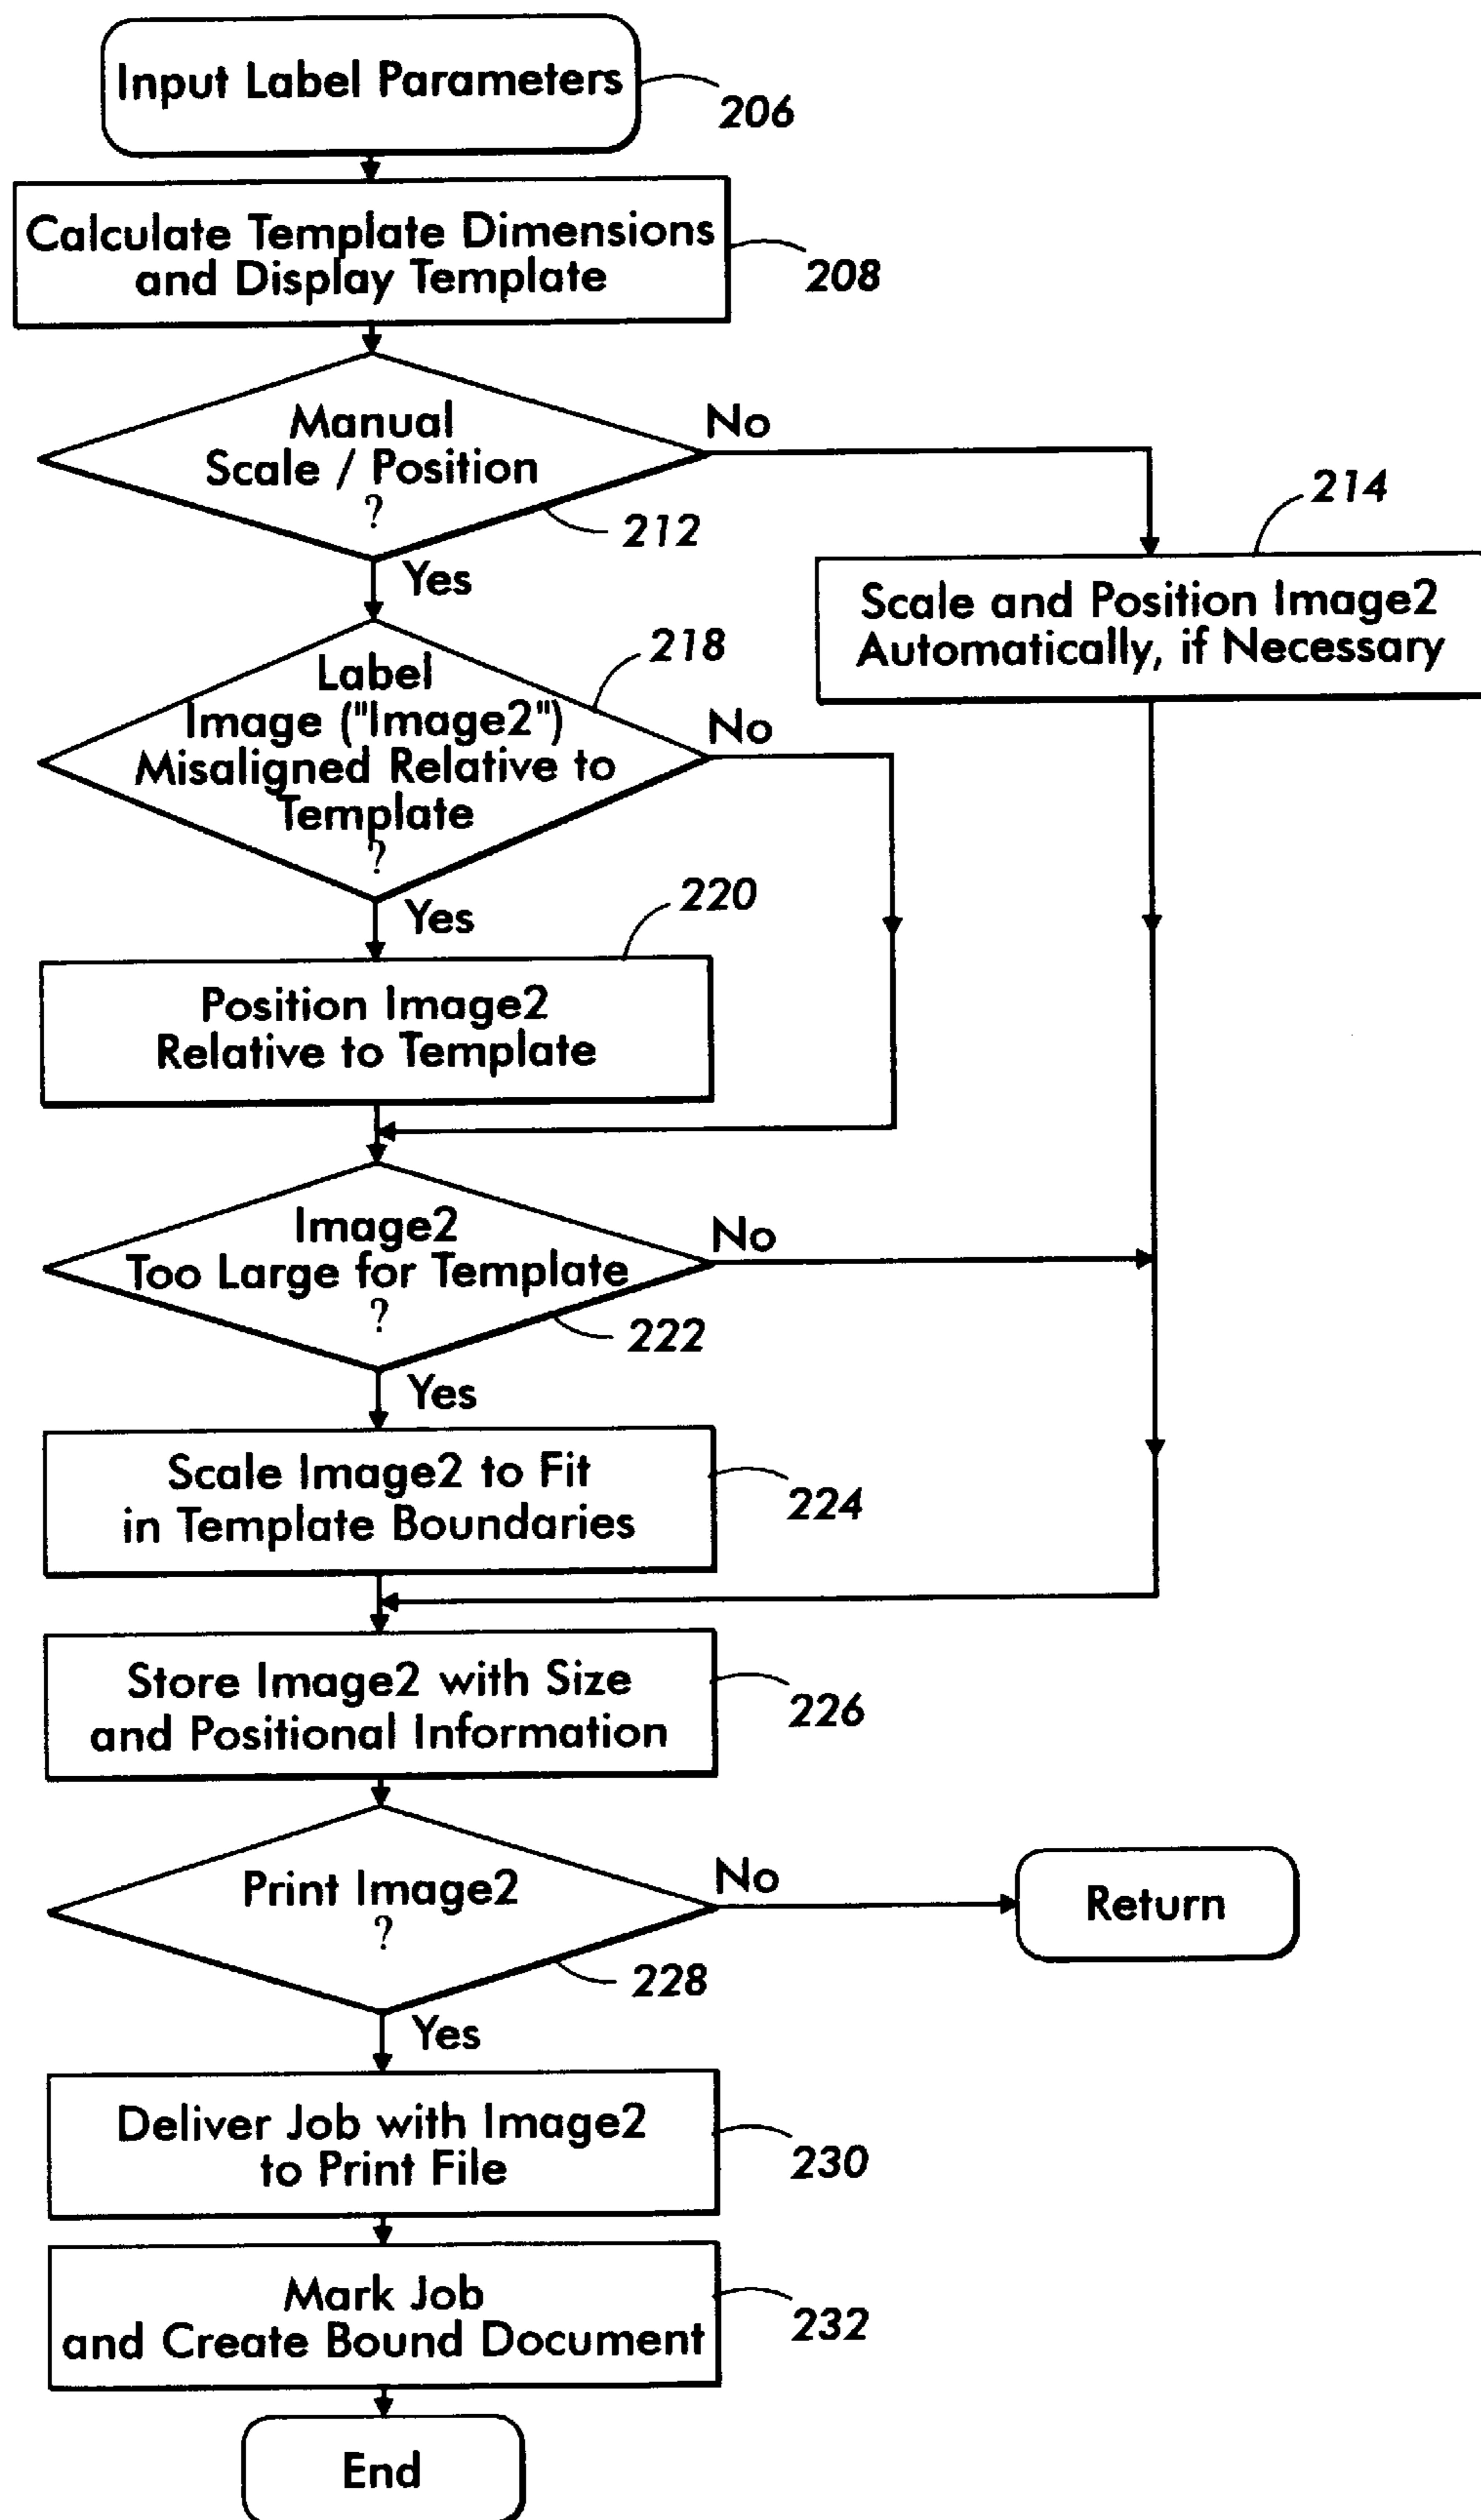 Input Label Parameters
206
Calculate Template Dimensions
and Display Template
208
Manual
Scale / Position
?
No
212
Yes
214
Scale and Position Image2
Automatically, if Necessary
218
Label
Image ("Image2")
Misaligned Relative to
Template
?
No
Yes
220
Position Image2
Relative to Template
Image2
Too Large for Template
?
No
222
Yes
Scale Image2 to Fit
in Template Boundaries
224
Store Image2 with Size
and Positional Information
226
Print Image2
?
No
Return
228
Yes
Deliver Job with Image2
to Print File
230
Mark Job
and Create Bound Document
232
End